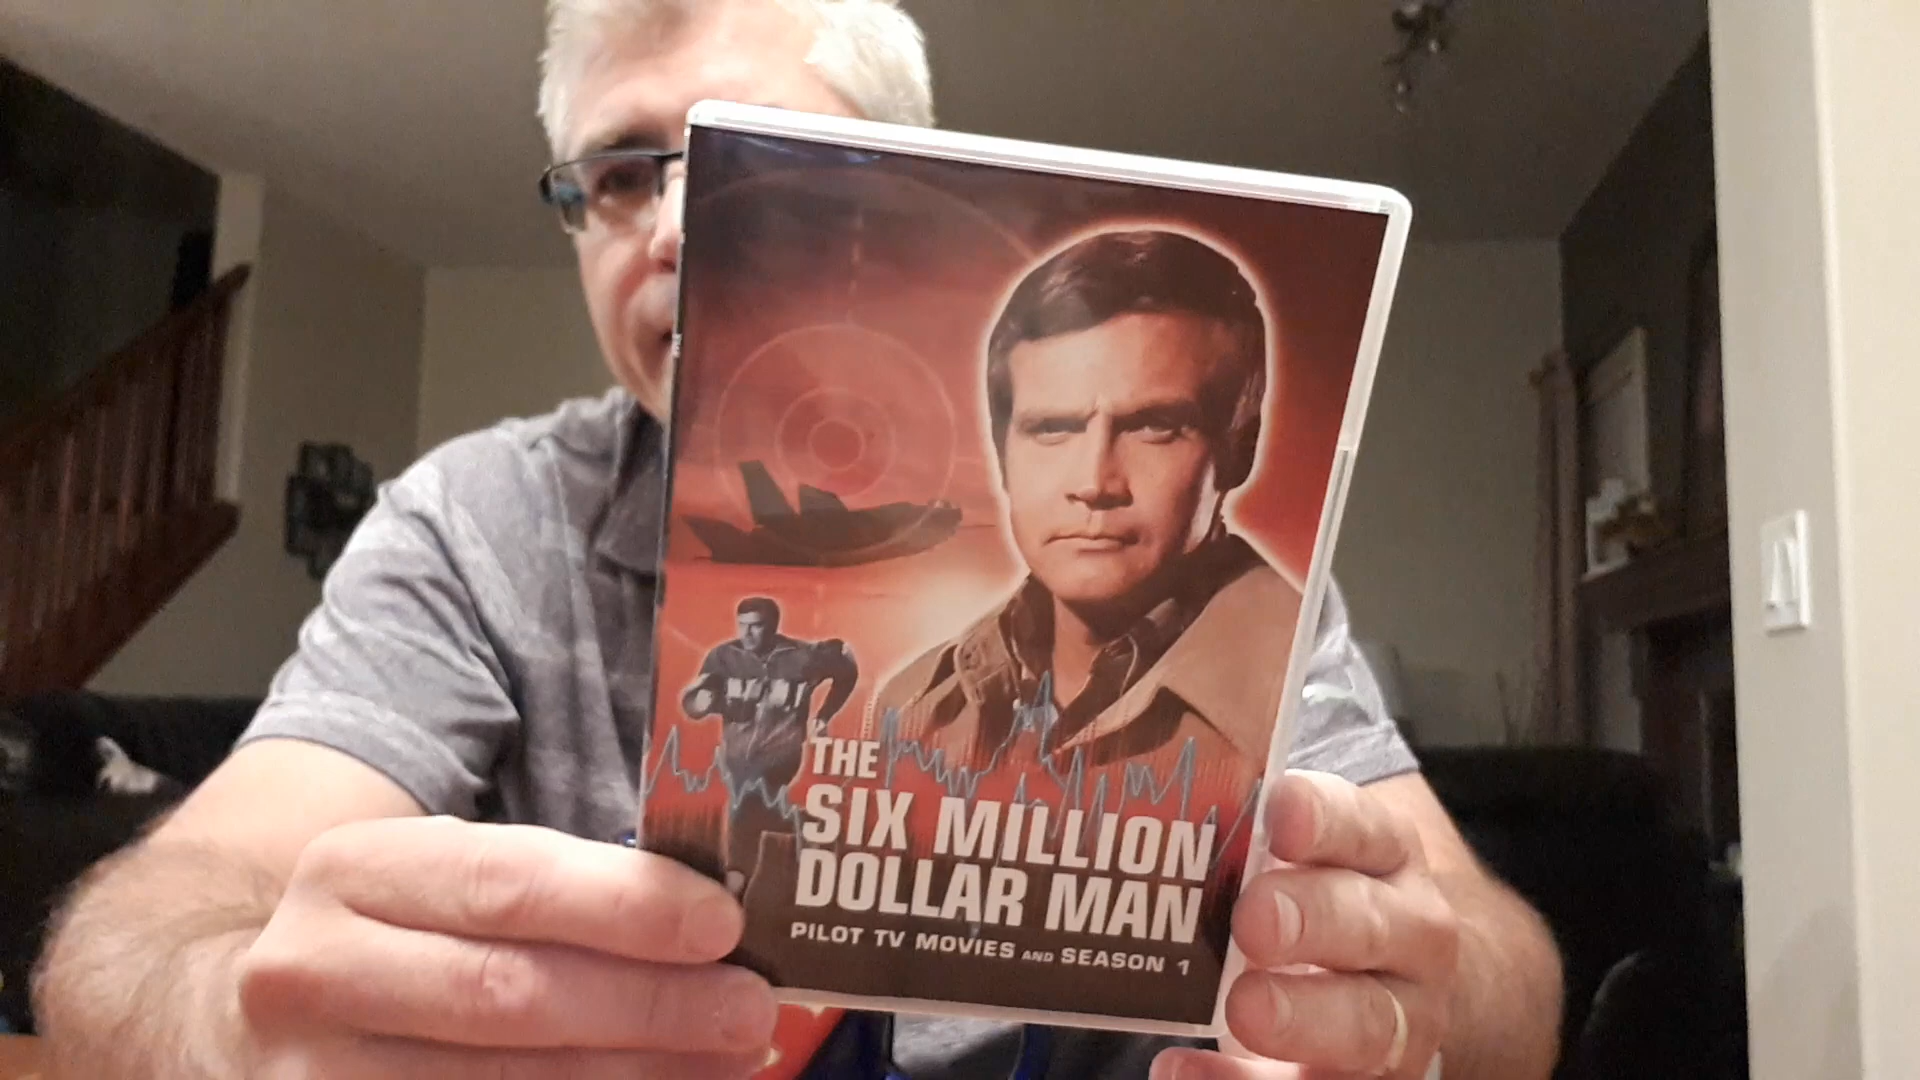 THE
SIX MILLION
DOLLAR MAN
PILOT TV MOVIES AND SEASON 1